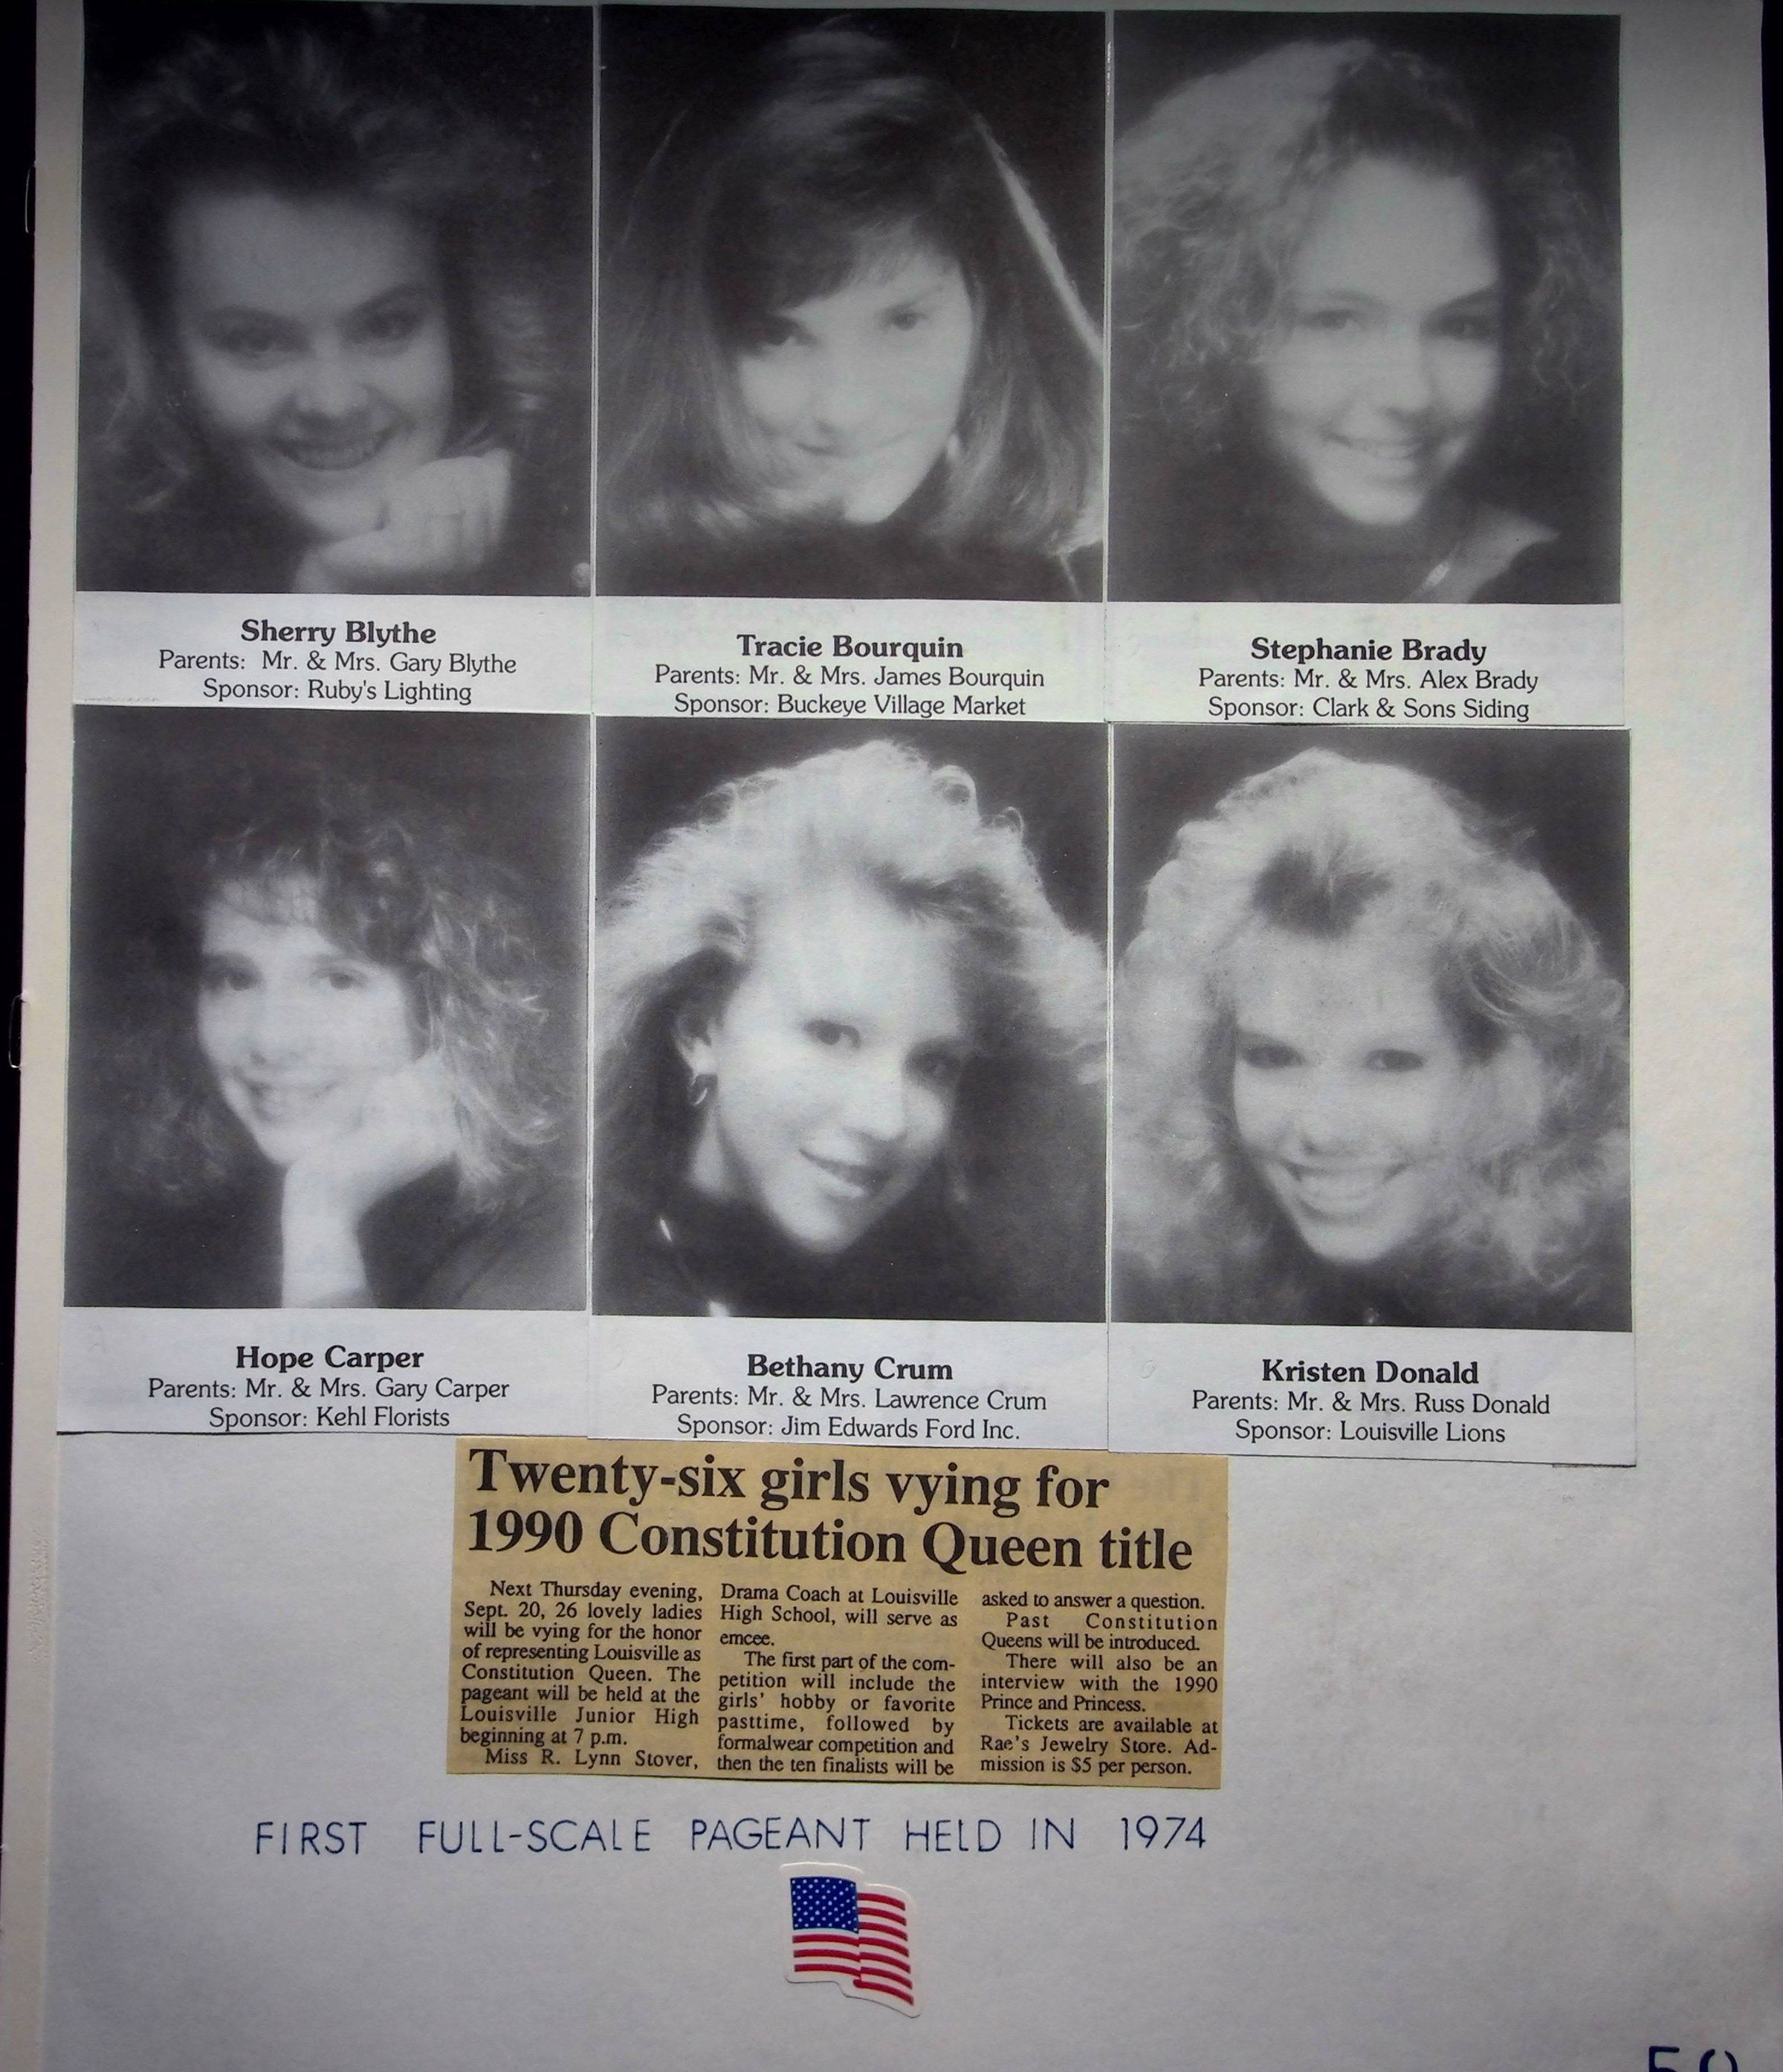 Sherry Blythe
Parents: Mr. & Mrs. Gary Blythe
Sponsor: Ruby's Lighting
Tracie Bourquin
Parents: Mr. & Mrs. James Bourquin
Sponsor: Buckeye Village Market
Stephanie Brady
Parents: Mr. & Mrs. Alex Brady
Sponsor: Clark & Sons Siding
Hope Carper
Parents: Mr. & Mrs. Gary Carper
Sponsor: Kehl Florists
Bethany Crum
Parents: Mr. & Mrs. Lawrence Crum
Sponsor: Jim Edwards Ford Inc.
Kristen Donald
Parents: Mr. & Mrs. Russ Donald
Sponsor: Louisville Lions
Twenty-six girls vying for
1990 Constitution Queen title
Next Thursday evening,
Sept. 20, 26 lovely ladies
will be vying for the honor
of representing Louisville as
Constitution Queen. The
pageant will be held at the
Louisville Junior High
beginning at 7 p.m.
Miss R. Lynn Stover,
Drama Coach at Louisville
High School, will serve as
emcee.
The first part of the com-
petition will include the
girls' hobby or favorite
pasttime, followed by
formalwear competition and
then the ten finalists will be
asked to answer a question.
Past Constitution
Queens will be introduced.
There will also be an
interview with the 1990
Prince and Princess.
Tickets are available at
Rae's Jewelry Store. Ad-
mission is $5 per person.
FIRST FULL-SCALE PAGEANT HELD IN 1974